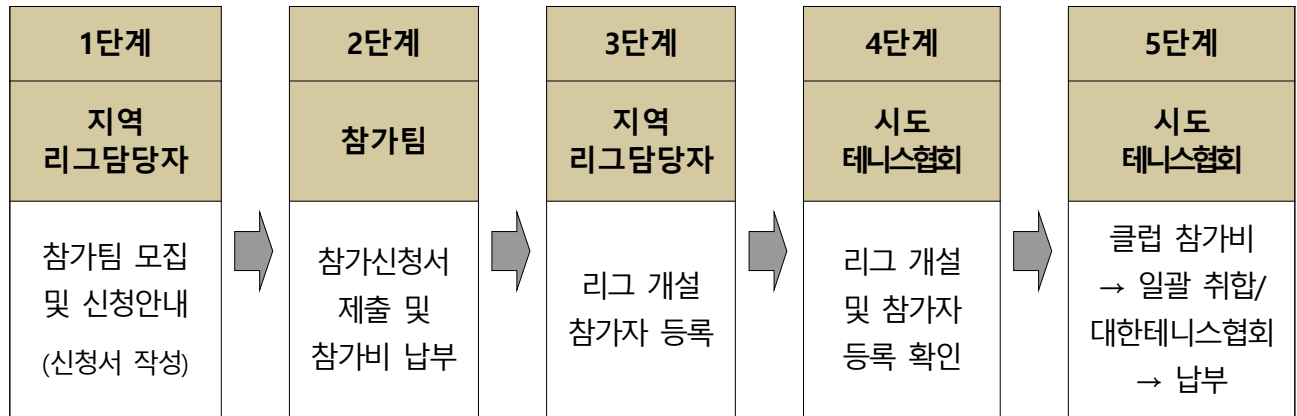 1단계
지역
리그담당자
참가팀 모집
및 신청안내
(신청서 작성)
2단계
참가팀
참가신청서
제출 및
참가비 납부
3단계
지역
리그담당자
리그 개설
참가자 등록
4단계
시도
테니스협회
리그 개설
및 참가자
등록 확인
5단계
시도
테니스협회
클럽 참가비
→ 일괄 취합/
대한테니스협회
→ 납부